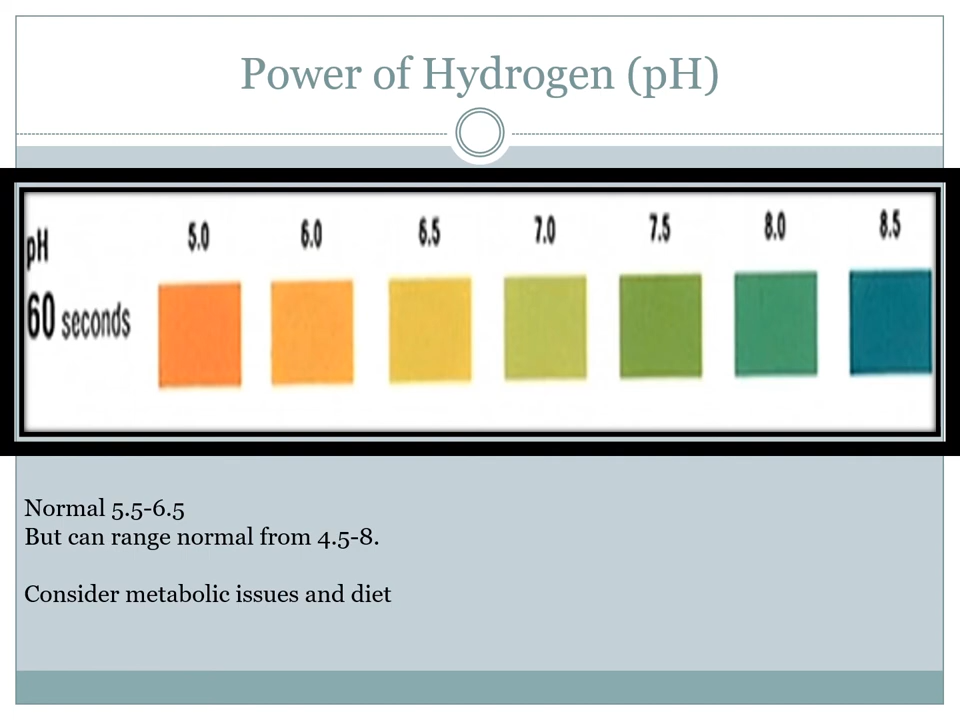 Power of Hydrogen (pH)
pH 5.0 6.0 6.5 7.0 7.5 8.0 8.5
60 seconds
Normal 5.5-6.5
But can range normal from 4.5-8.
Consider metabolic issues and diet